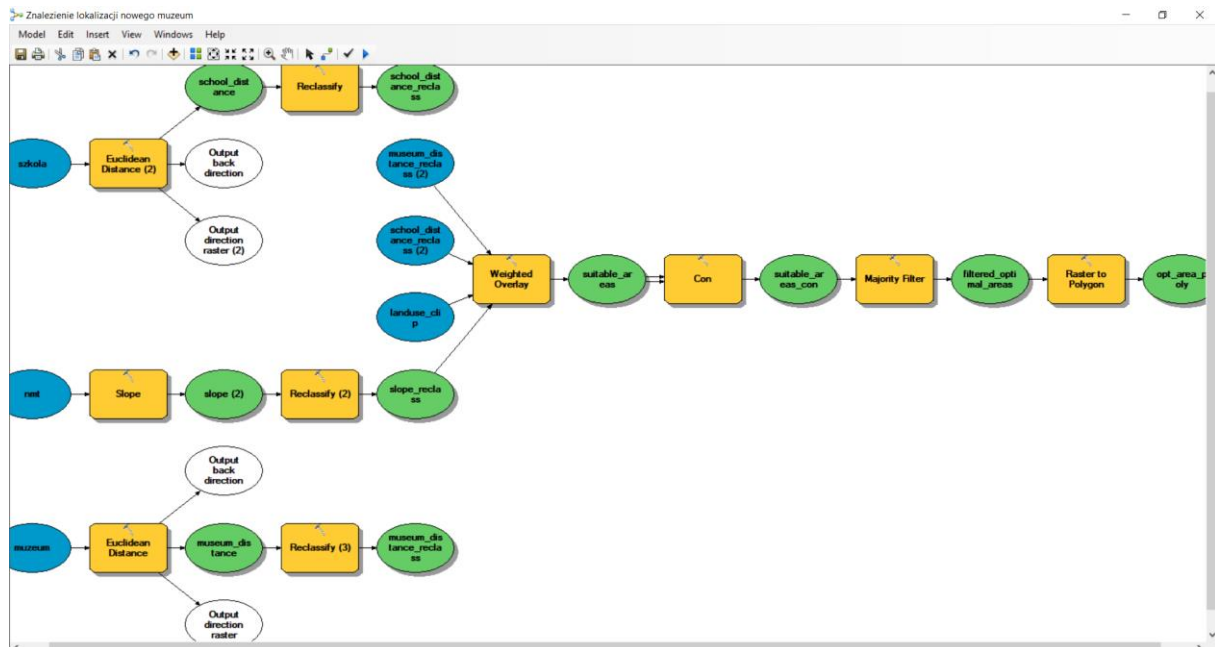 Znalezienie lokalizacji nowego muzeum
Model Edit Insert View Windows Help
school_dist
ance
Reclassify
school_dist
ance_recla
ss
szkola
Euclidean
Distance (2)
Output
back
direction
Output
direction
raster (2)
museum_dis
tance_recla
ss (2)
school_dist
ance_recla
ss (2)
landuse_cli
p
Weighted
Overlay
suitable_ar
eas
Con
suitable_ar
eas_con
Majority Filter
filtered_opti
mal_areas
Raster to
Polygon
opt_area_p
oly
nmt
Slope
slope (2)
Reclassify (2)
slope_recla
ss
Output
back
direction
muzeum
Euclidean
Distance
museum_dis
tance
Reclassify (3)
museum_dis
tance_recla
ss
Output
direction
raster